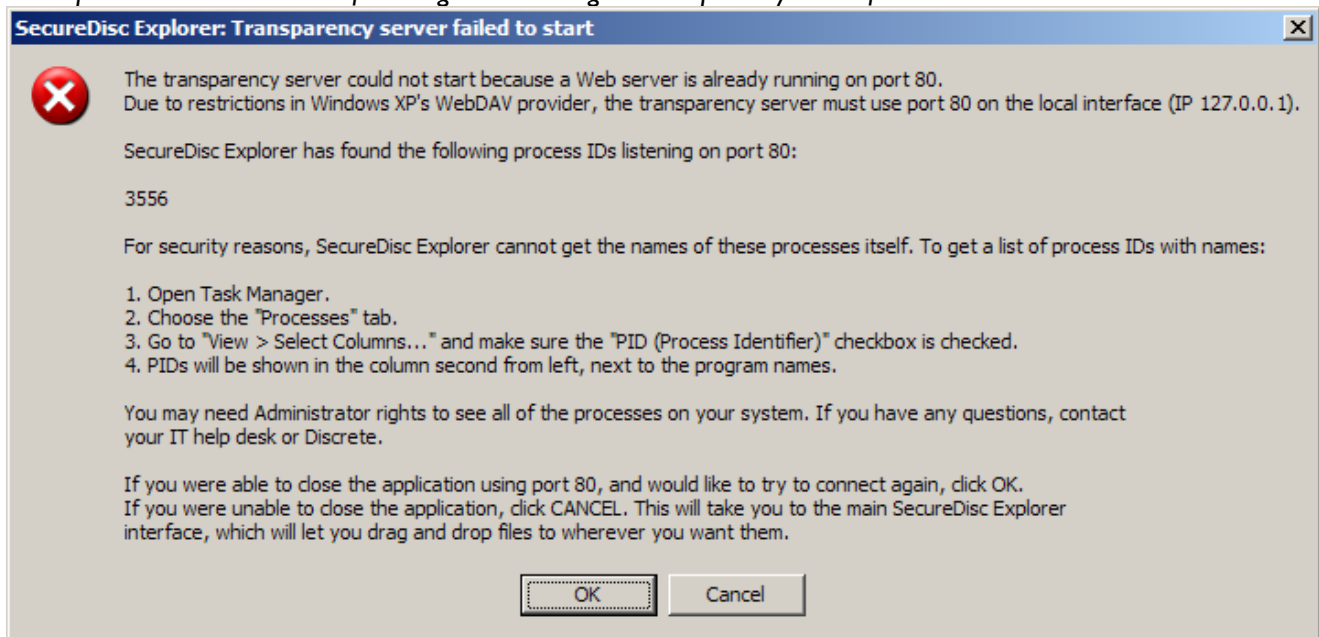 SecureDisc Explorer: Transparency server failed to start
The transparency server could not start because a Web server is already running on port 80.
Due to restrictions in Windows XP's WebDAV provider, the transparency server must use port 80 on the local interface (IP 127.0.0.1).
SecureDisc Explorer has found the following process IDs listening on port 80:
3556
For security reasons, SecureDisc Explorer cannot get the names of these processes itself. To get a list of process IDs with names:
1. Open Task Manager.
2. Choose the "Processes" tab.
3. Go to "View > Select Columns..." and make sure the "PID (Process Identifier)" checkbox is checked.
4. PIDs will be shown in the column second from left, next to the program names.
You may need Administrator rights to see all of the processes on your system. If you have any questions, contact
your IT help desk or Discrete.
If you were able to close the application using port 80, and would like to try to connect again, click OK.
If you were unable to close the application, click CANCEL. This will take you to the main SecureDisc Explorer
interface, which will let you drag and drop files to wherever you want them.
OK Cancel